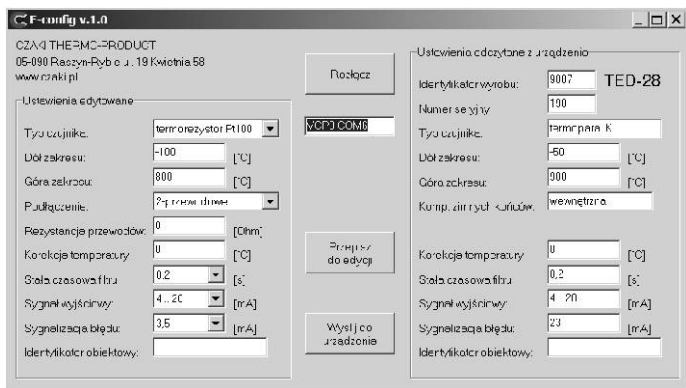 E-config v.1.0
CZAKI THERMO-PRODUCT
05-090 Raszyn-Rybie ul. 19 Kwietnia 58
www.czaki.pl
Ustawienia edytowane
Typ czujnika: termorezystor Pt100
Dół zakresu: -100 [°C]
Góra zakresu: 800 [°C]
Podłączenie: 2-przewodowe
Rezystancja przewodów: 0 [Ohm]
Korekcja temperatury 0 [°C]
Stała czasowa filtru 0.2 [s]
Sygnał wyjściowy: 4..20 [mA]
Sygnalizacja błędu: 3,5 [mA]
Identyfikator obiektowy:
Rozłącz
VCP0 COM6
Przepisz
do edycji
Wyślij do
urządzenia
Ustawienia odczytane z urządzenia
Identyfikator wyrobu: 9007 TED-28
Numer seryjny 190
Typ czujnika: termopara K
Dół zakresu: -50 [°C]
Góra zakresu: 900 [°C]
Komp. zimnych końców: wewnętrzna
Korekcja temperatury 0 [°C]
Stała czasowa filtru 0,2 [s]
Sygnał wyjściowy: 4 20 [mA]
Sygnalizacja błędu: 23 [mA]
Identyfikator obiektowy: